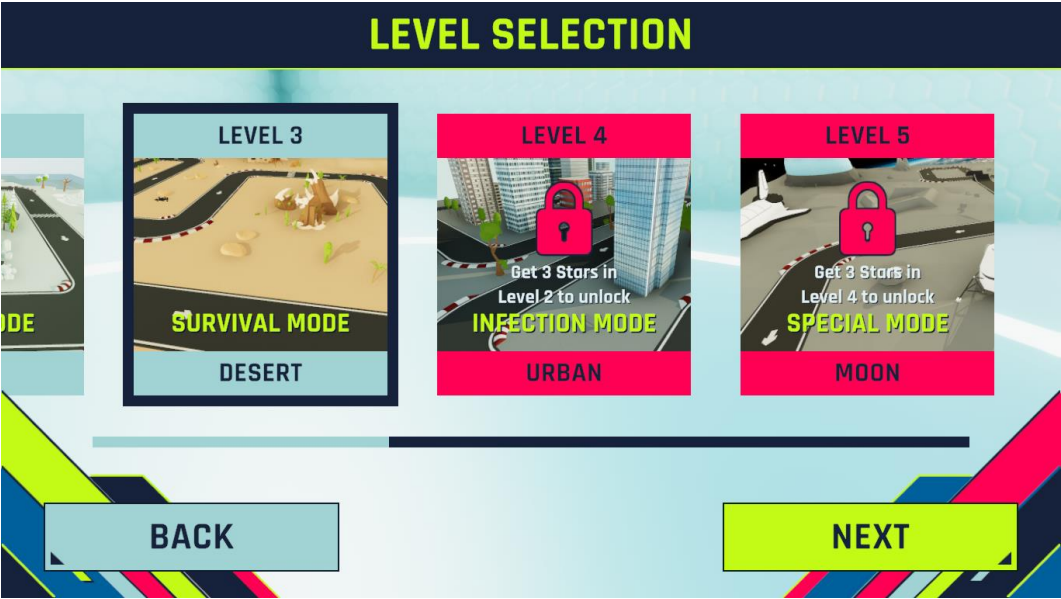 LEVEL SELECTION
LEVEL 3
SURVIVAL MODE
DESERT
LEVEL 4
Get 3 Stars in
Level 2 to unlock
INFECTION MODE
URBAN
LEVEL 5
Get 3 Stars in
Level 4 to unlock
SPECIAL MODE
MOON
BACK
NEXT